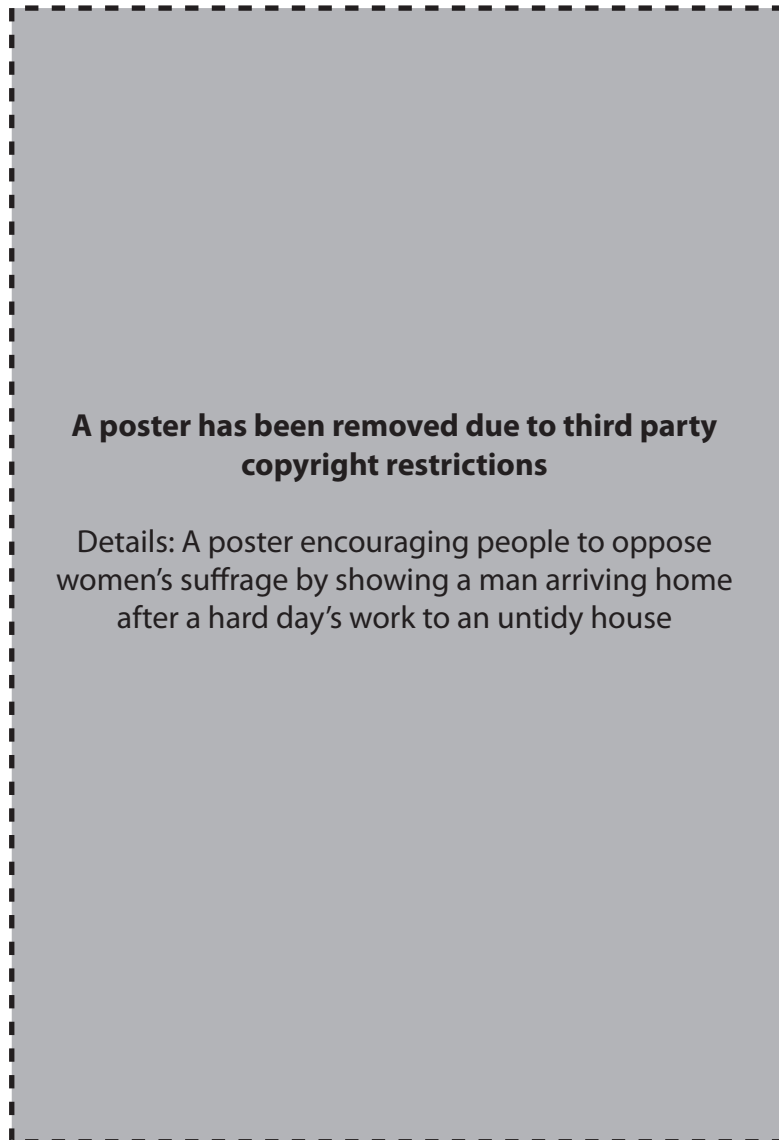 A poster has been removed due to third party
copyright restrictions
Details: A poster encouraging people to oppose
women’s suffrage by showing a man arriving home
after a hard day’s work to an untidy house